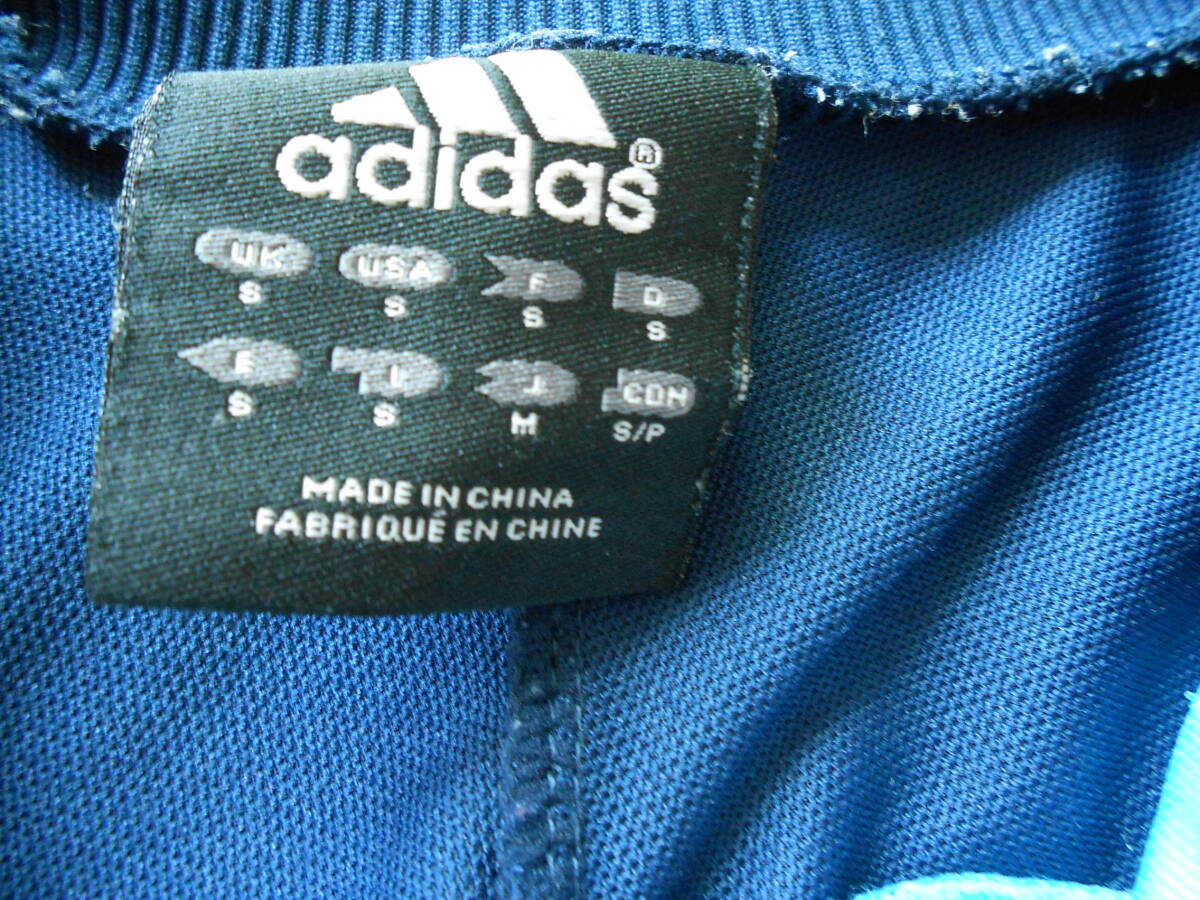 adidas®
UK USA F D
S S S S
E I J CDN
S S M S/P
MADE IN CHINA
FABRIQUÉ EN CHINE